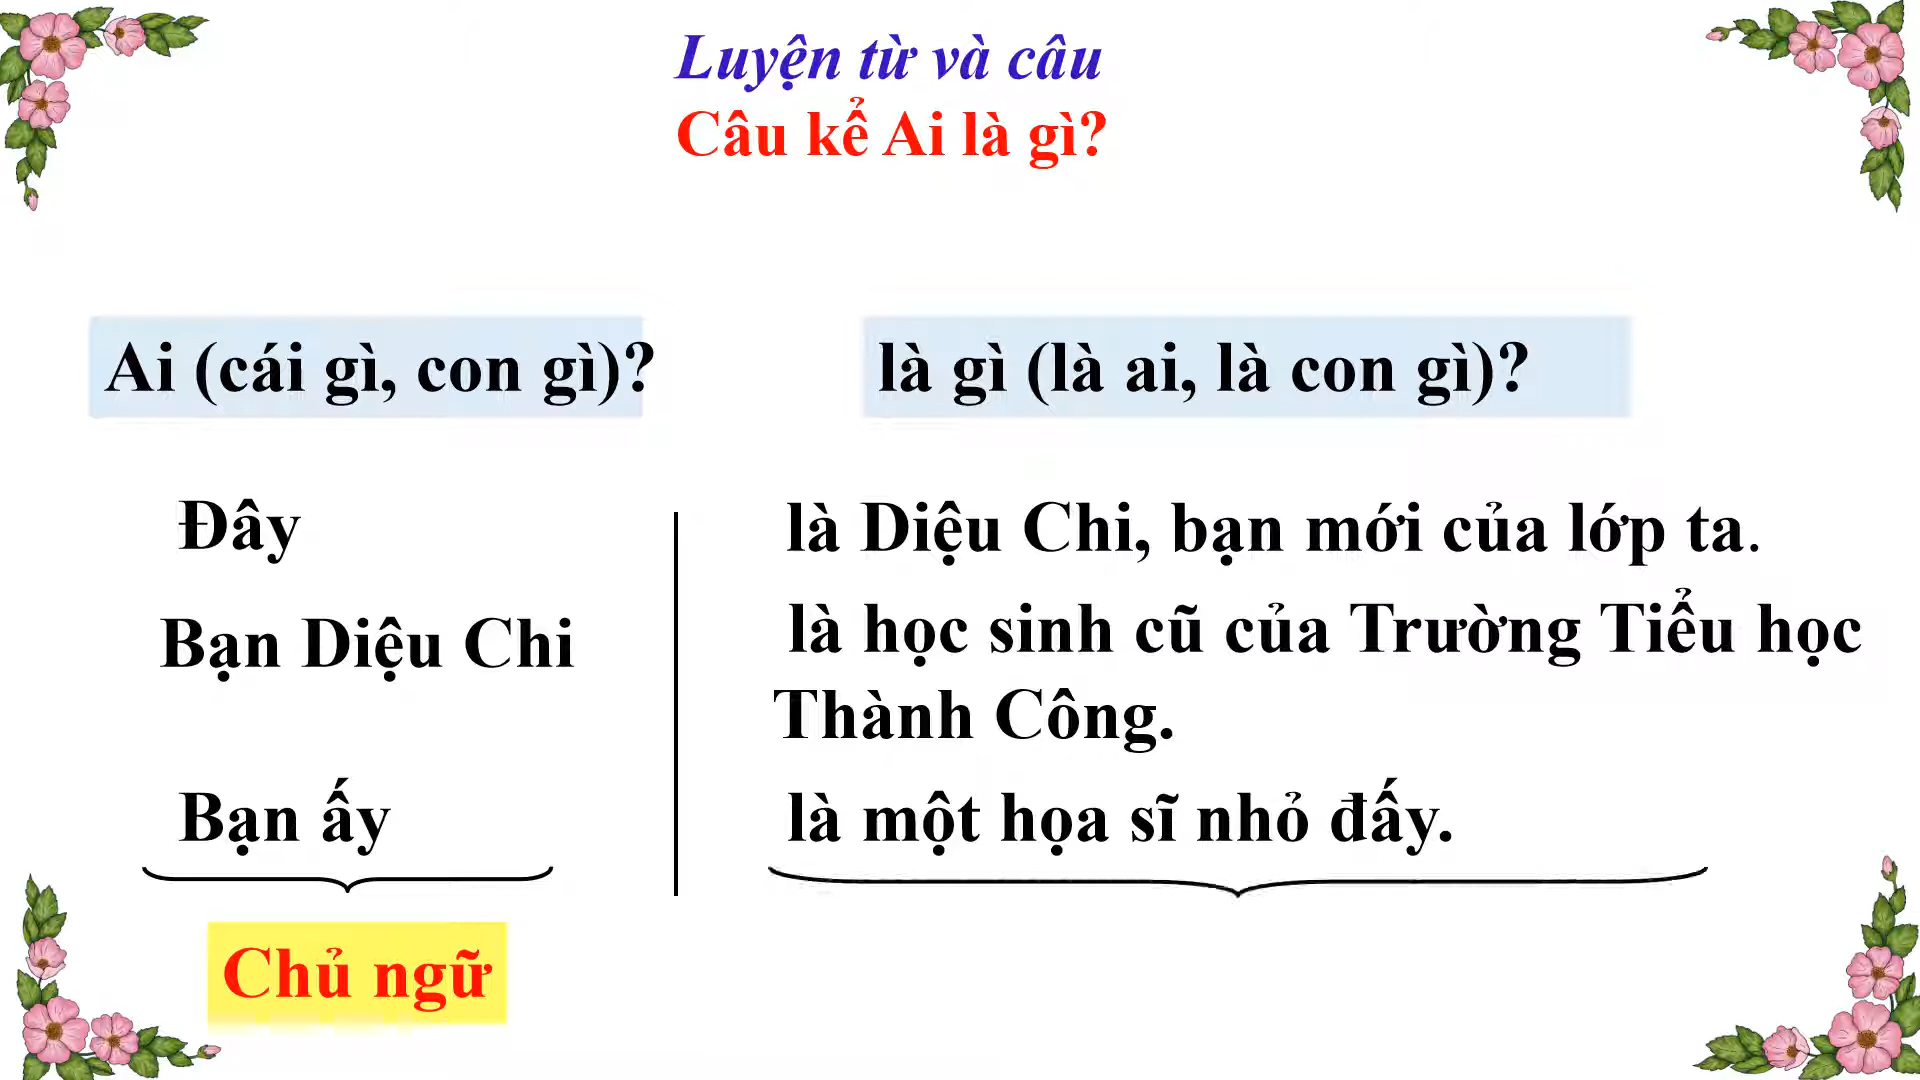 Luyện từ và câu
Câu kể Ai là gì?
Ai (cái gì, con gì)?
là gì (là ai, là con gì)?
Đây
là Diệu Chi, bạn mới của lớp ta.
Bạn Diệu Chi
là học sinh cũ của Trường Tiểu học
Thành Công.
Bạn ấy
là một họa sĩ nhỏ đấy.
Chủ ngữ